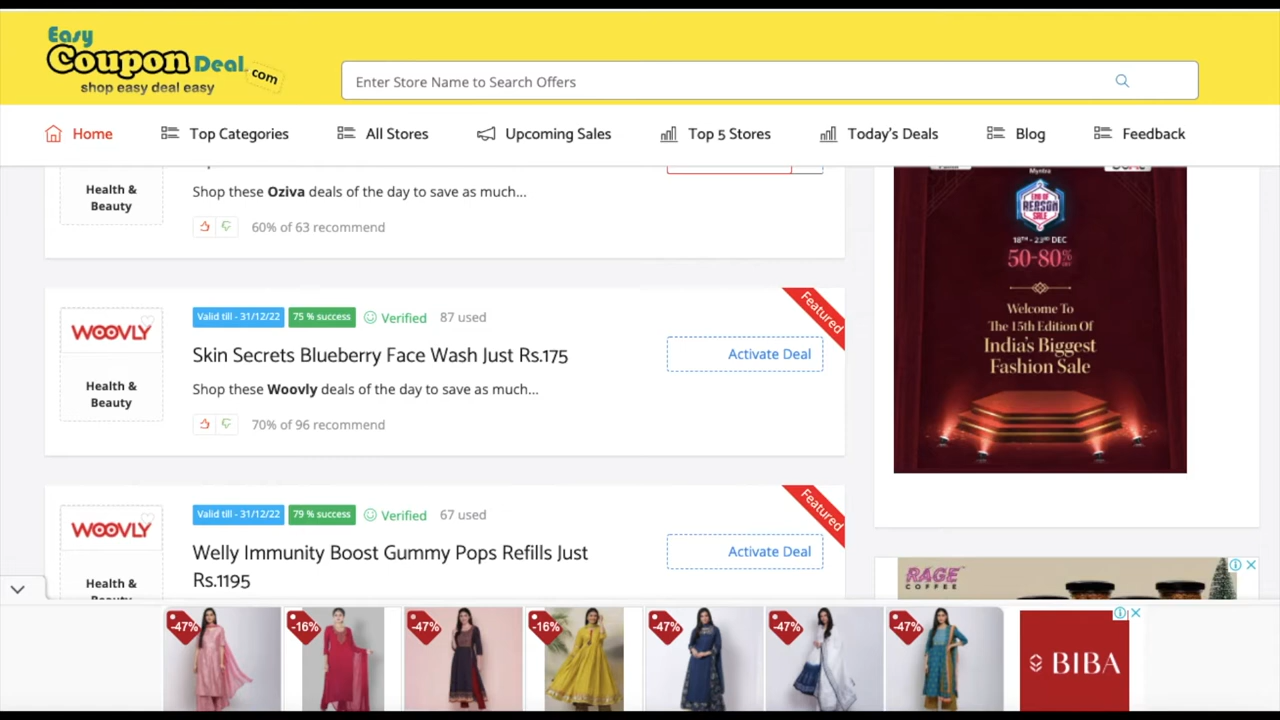 Easy
Coupon Deal.com
shop easy deal easy
Enter Store Name to Search Offers
Home
Top Categories
All Stores
Upcoming Sales
Top 5 Stores
Today's Deals
Blog
Feedback
Health &
Beauty
Shop these Oziva deals of the day to save as much...
60% of 63 recommend
WOOVLY
Health &
Beauty
Valid till - 31/12/22
75 % success
Verified
87 used
Skin Secrets Blueberry Face Wash Just Rs.175
Shop these Woovly deals of the day to save as much...
70% of 96 recommend
Activate Deal
Featured
WOOVLY
Health &
Valid till - 31/12/22
79 % success
Verified
67 used
Welly Immunity Boost Gummy Pops Refills Just
Rs.1195
Activate Deal
Featured
Myntra
END OF
REASON
SALE
18TH - 23RD DEC
50-80%
Welcome To
The 15th Edition Of
India's Biggest
Fashion Sale
RAGE
COFFEE
-47%
-16%
-47%
-16%
-47%
-47%
-47%
BIBA